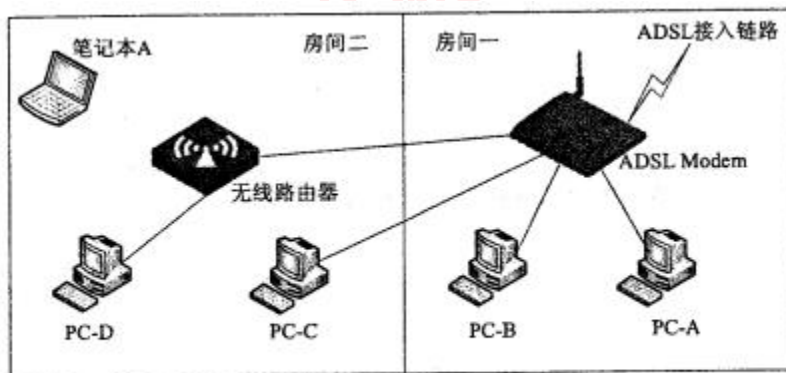 笔记本A
房间二
房间一
ADSL接入链路
ADSL Modem
无线路由器
PC-D
PC-C
PC-B
PC-A